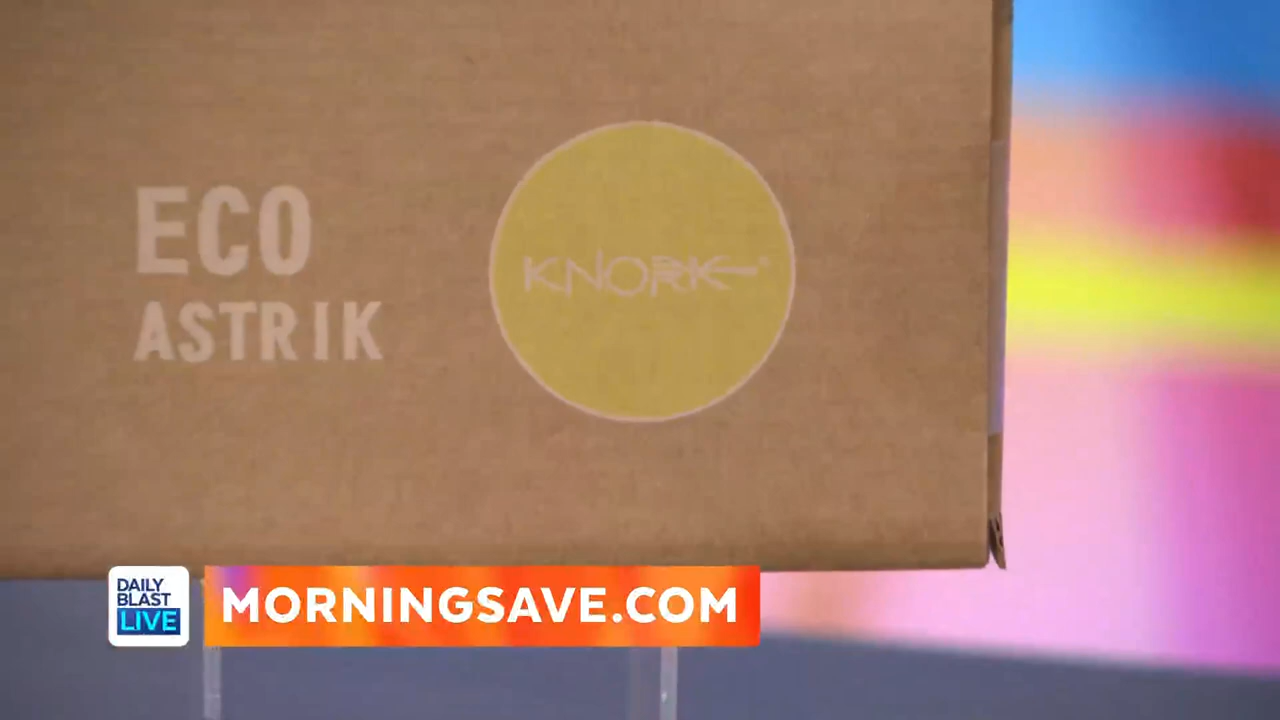 ECO
ASTRIK
KNORK
DAILY
BLAST
LIVE
MORNINGSAVE.COM